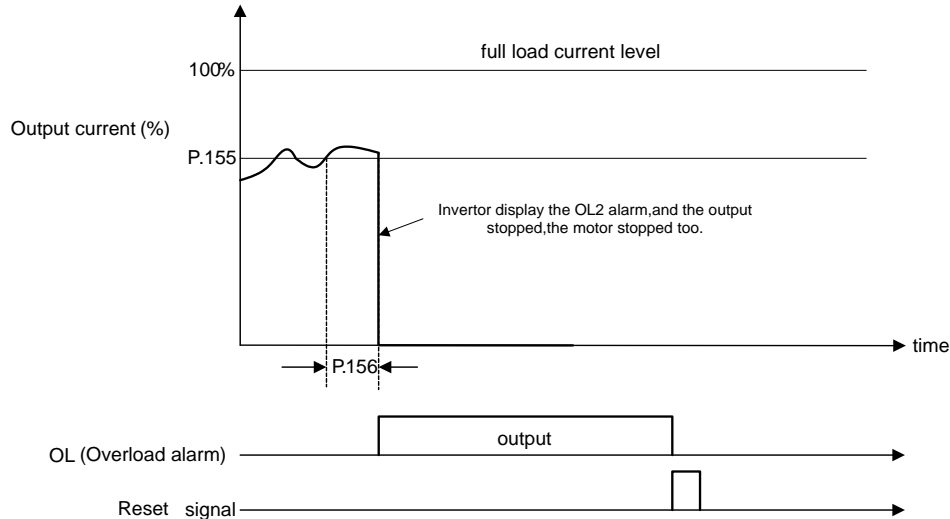 full load current level
100%
Output current (%)
P.155
Invertor display the OL2 alarm,and the output
stopped,the motor stopped too.
time
P.156
output
OL (Overload alarm)
Reset signal